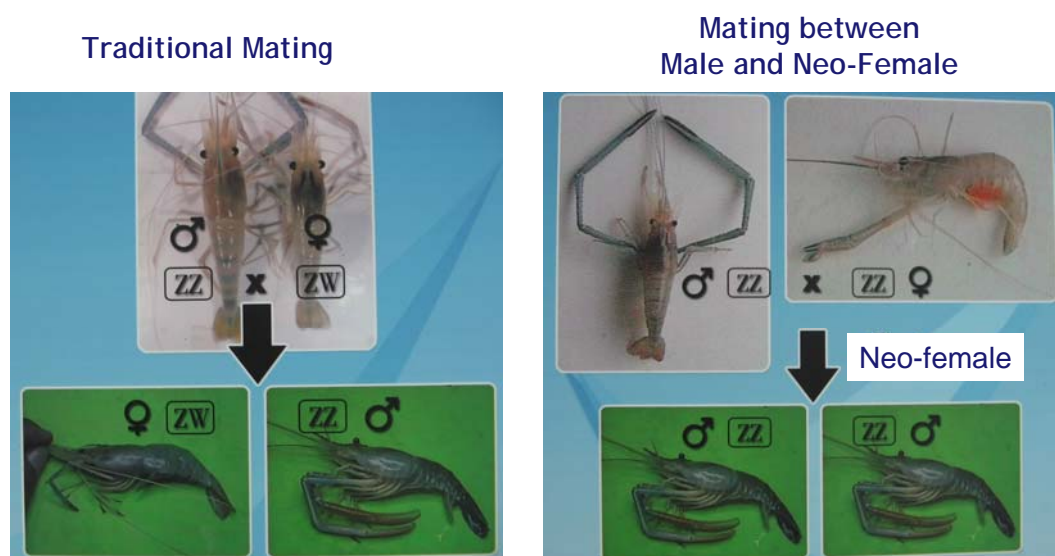 Traditional Mating
Mating between
Male and Neo-Female
♂ ♀
ZZ x ZW
♂ ZZ x ZZ ♀
Neo-female
♀ ZW ZZ ♂
♂ ZZ ZZ ♂